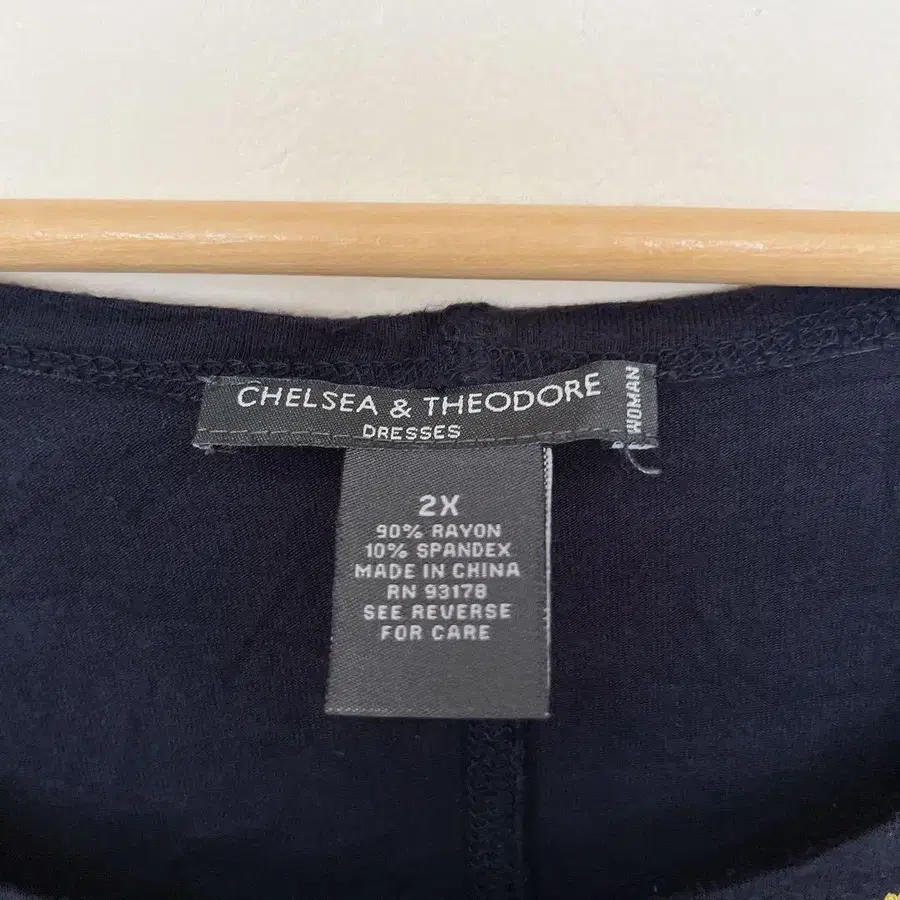 CHELSEA & THEODORE
DRESSES
WOMAN
2X
90% RAYON
10% SPANDEX
MADE IN CHINA
RN 93178
SEE REVERSE
FOR CARE